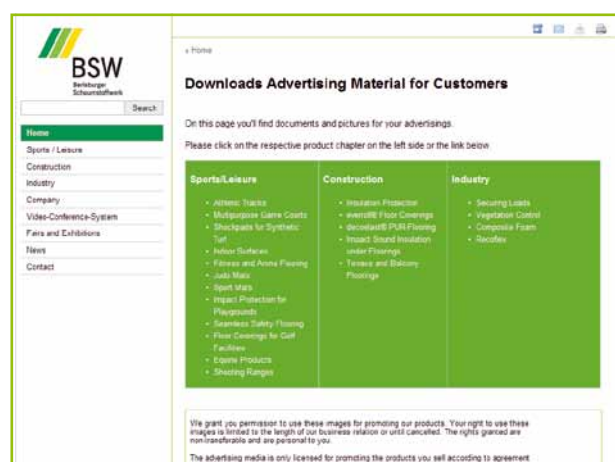 BSW
Berleburger
Schaumstoffwerk
Search
Home
Sports / Leisure
Construction
Industry
Company
Video-Conference-System
Fairs and Exhibitions
News
Contact
« Home
Downloads Advertising Material for Customers
On this page you'll find documents and pictures for your advertisings.
Please click on the respective product chapter on the left side or the link below.
Sports/Leisure
• Athletic Tracks
• Multipurpose Game Courts
• Shockpads for Synthetic
Turf
• Indoor Surfaces
• Fitness and Arena Flooring
• Judo Mats
• Sport Mats
• Impact Protection for
Playgrounds
• Seamless Safety Flooring
• Floor Coverings for Golf
Facilities
• Equine Products
• Shooting Ranges
Construction
• Insulation Protection
• everroll® Floor Coverings
• decoelast® PUR-Flooring
• Impact Sound Insulation
under Floorings
• Terrace and Balcony
Floorings
Industry
• Securing Loads
• Vegetation Control
• Composite Foam
• Recoflex
We grant you permission to use these images for promoting our products. Your right to use these
images is limited to the length of our business relation or until cancelled. The rights granted are
non-transferable and are personal to you.
The advertising media is only licensed for promoting the products you sell according to agreement